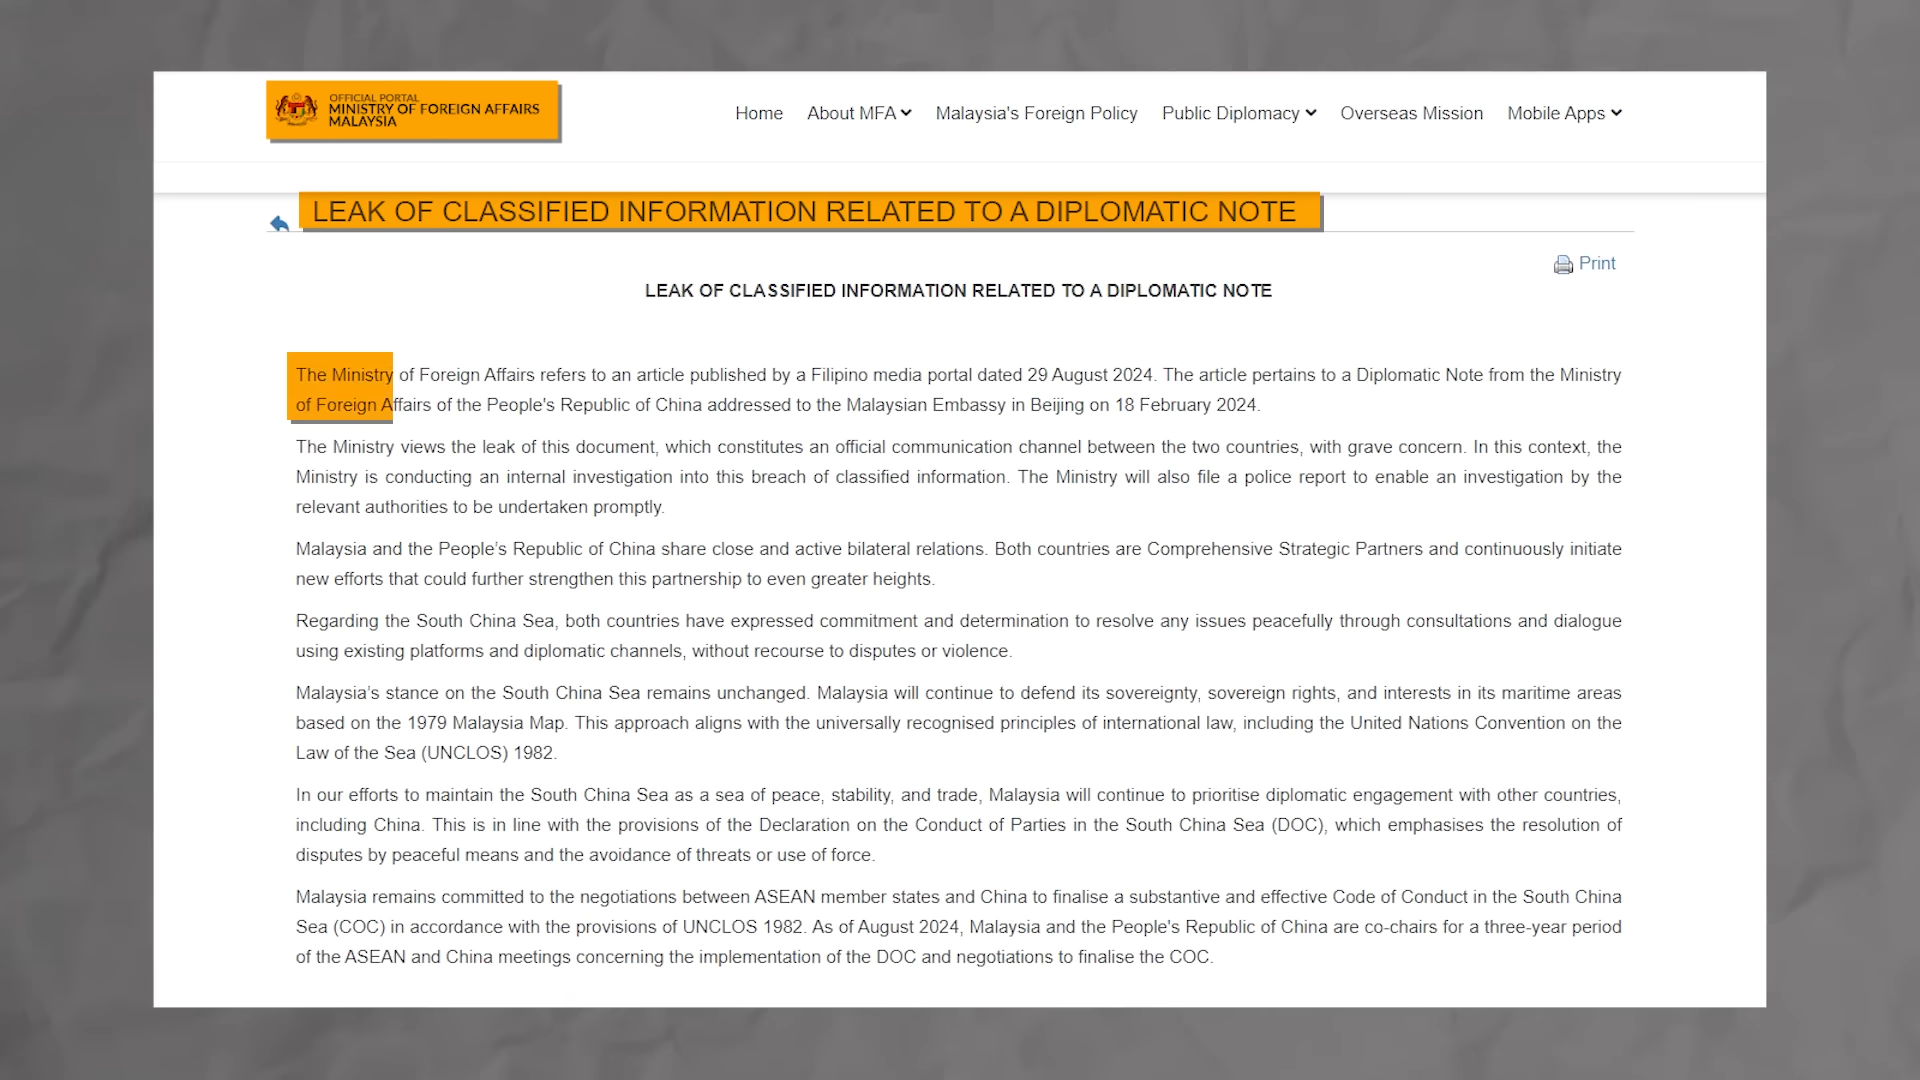 OFFICIAL PORTAL
MINISTRY OF FOREIGN AFFAIRS
MALAYSIA
Home About MFA Malaysia's Foreign Policy Public Diplomacy Overseas Mission Mobile Apps
LEAK OF CLASSIFIED INFORMATION RELATED TO A DIPLOMATIC NOTE
Print
LEAK OF CLASSIFIED INFORMATION RELATED TO A DIPLOMATIC NOTE
The Ministry of Foreign Affairs refers to an article published by a Filipino media portal dated 29 August 2024. The article pertains to a Diplomatic Note from the Ministry
of Foreign Affairs of the People's Republic of China addressed to the Malaysian Embassy in Beijing on 18 February 2024.
The Ministry views the leak of this document, which constitutes an official communication channel between the two countries, with grave concern. In this context, the
Ministry is conducting an internal investigation into this breach of classified information. The Ministry will also file a police report to enable an investigation by the
relevant authorities to be undertaken promptly.
Malaysia and the People’s Republic of China share close and active bilateral relations. Both countries are Comprehensive Strategic Partners and continuously initiate
new efforts that could further strengthen this partnership to even greater heights.
Regarding the South China Sea, both countries have expressed commitment and determination to resolve any issues peacefully through consultations and dialogue
using existing platforms and diplomatic channels, without recourse to disputes or violence.
Malaysia’s stance on the South China Sea remains unchanged. Malaysia will continue to defend its sovereignty, sovereign rights, and interests in its maritime areas
based on the 1979 Malaysia Map. This approach aligns with the universally recognised principles of international law, including the United Nations Convention on the
Law of the Sea (UNCLOS) 1982.
In our efforts to maintain the South China Sea as a sea of peace, stability, and trade, Malaysia will continue to prioritise diplomatic engagement with other countries,
including China. This is in line with the provisions of the Declaration on the Conduct of Parties in the South China Sea (DOC), which emphasises the resolution of
disputes by peaceful means and the avoidance of threats or use of force.
Malaysia remains committed to the negotiations between ASEAN member states and China to finalise a substantive and effective Code of Conduct in the South China
Sea (COC) in accordance with the provisions of UNCLOS 1982. As of August 2024, Malaysia and the People's Republic of China are co-chairs for a three-year period
of the ASEAN and China meetings concerning the implementation of the DOC and negotiations to finalise the COC.